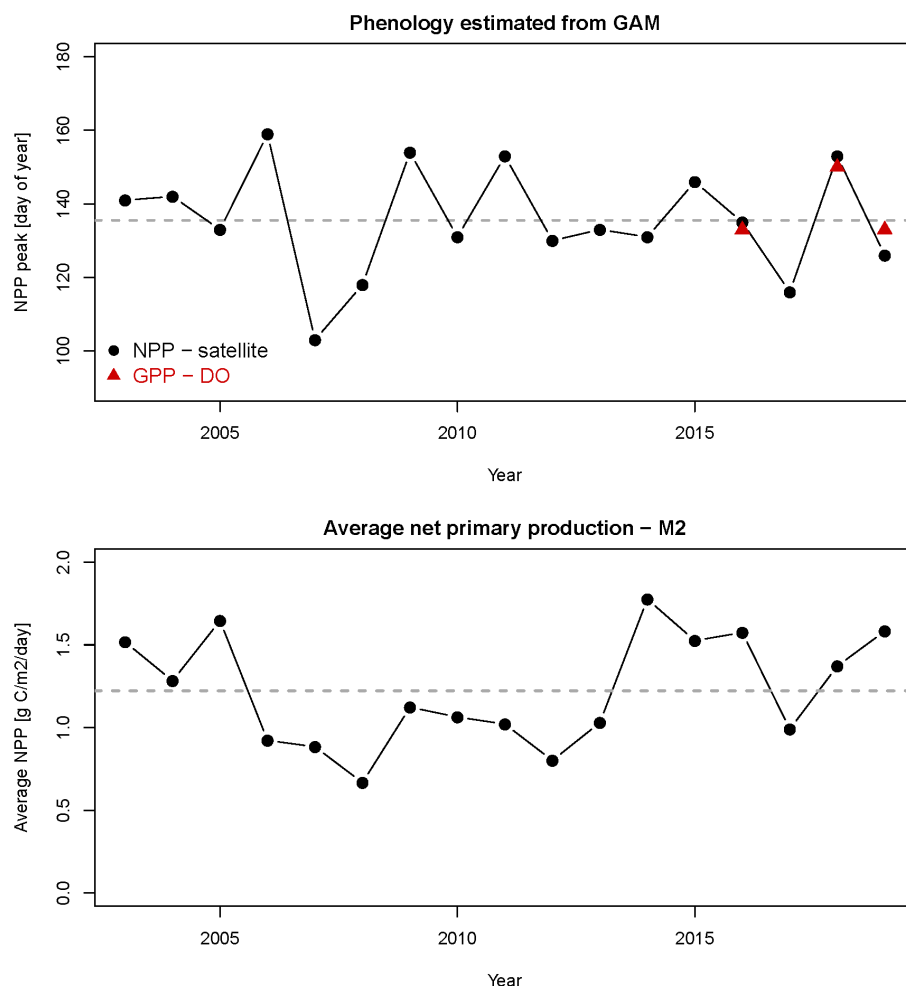 Phenology estimated from GAM
NPP peak [day of year]
180
160
140
120
100
NPP − satellite
GPP − DO
2005 2010 2015
Year
Average net primary production − M2
Average NPP [g C/m2/day]
2.0
1.5
1.0
0.5
0.0
2005 2010 2015
Year